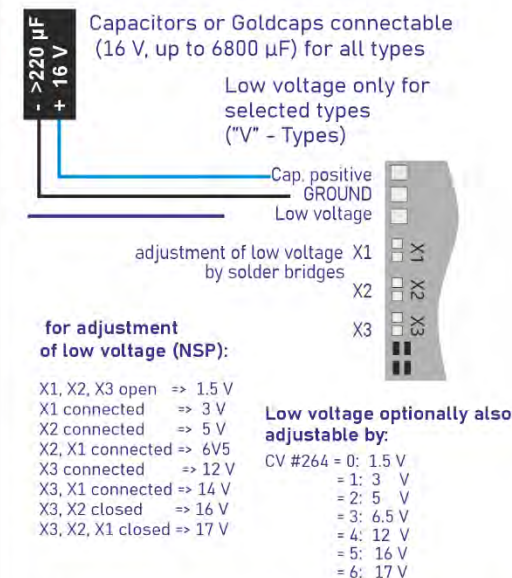 - >220 µF
+ 16 V
Capacitors or Goldcaps connectable
(16 V, up to 6800 µF) for all types
Low voltage only for
selected types
("V" - Types)
Cap. positive
GROUND
Low voltage
adjustment of low voltage X1
by solder bridges
X2
X3
X1
X2
X3
for adjustment
of low voltage (NSP):
X1, X2, X3 open => 1.5 V
X1 connected => 3 V
X2 connected => 5 V
X2, X1 connected => 6V5
X3 connected => 12 V
X3, X1 connected => 14 V
X3, X2 closed => 16 V
X3, X2, X1 closed => 17 V
Low voltage optionally also
adjustable by:
CV #264 = 0: 1.5 V
= 1: 3 V
= 2: 5 V
= 3: 6.5 V
= 4: 12 V
= 5: 16 V
= 6: 17 V